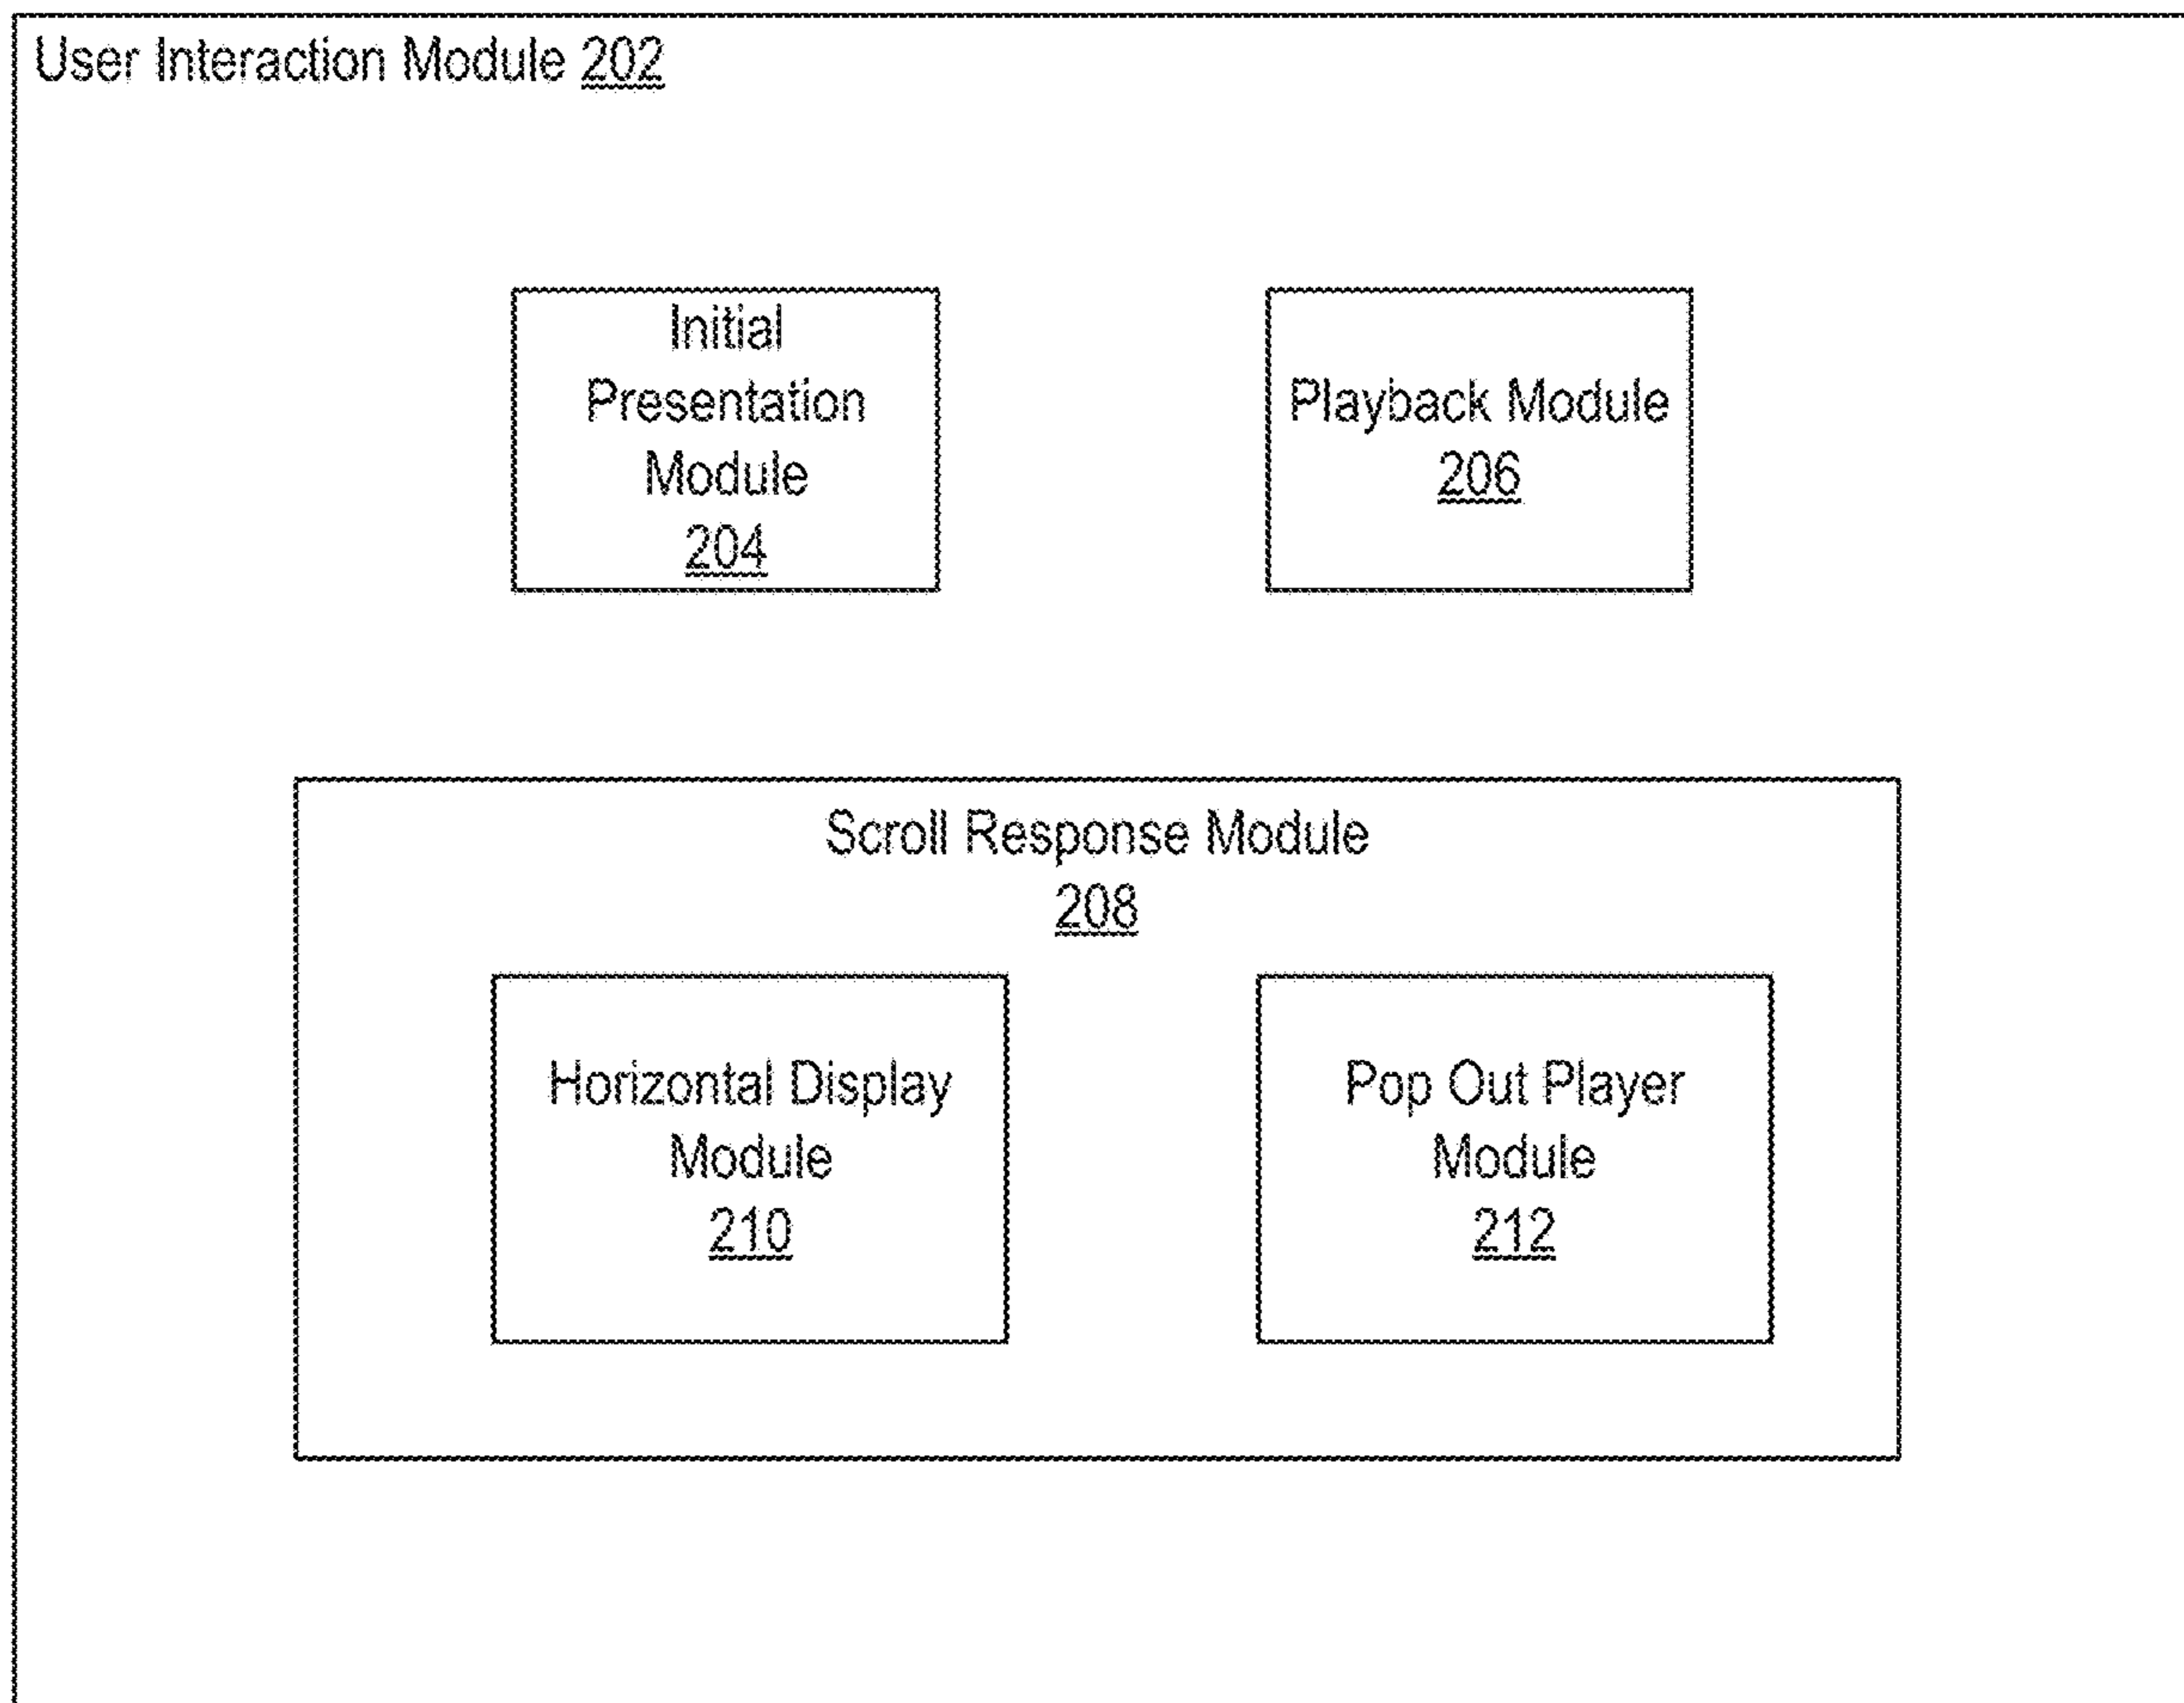 User Interaction Module 202
Initial
Presentation
Module
204
Playback Module
206
Scroll Response Module
208
Horizontal Display
Module
210
Pop Out Player
Module
212